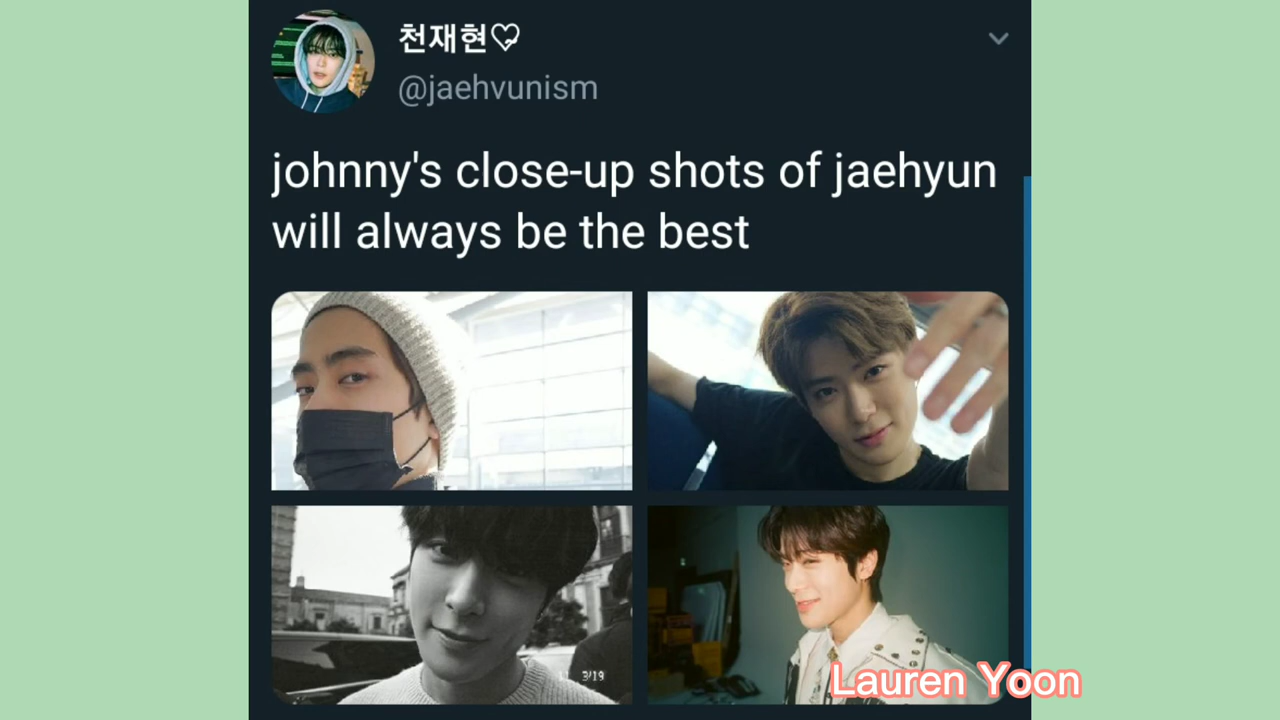 천재현♡
@jaehvunism
johnny's close-up shots of jaehyun
will always be the best
3/19
Lauren Yoon